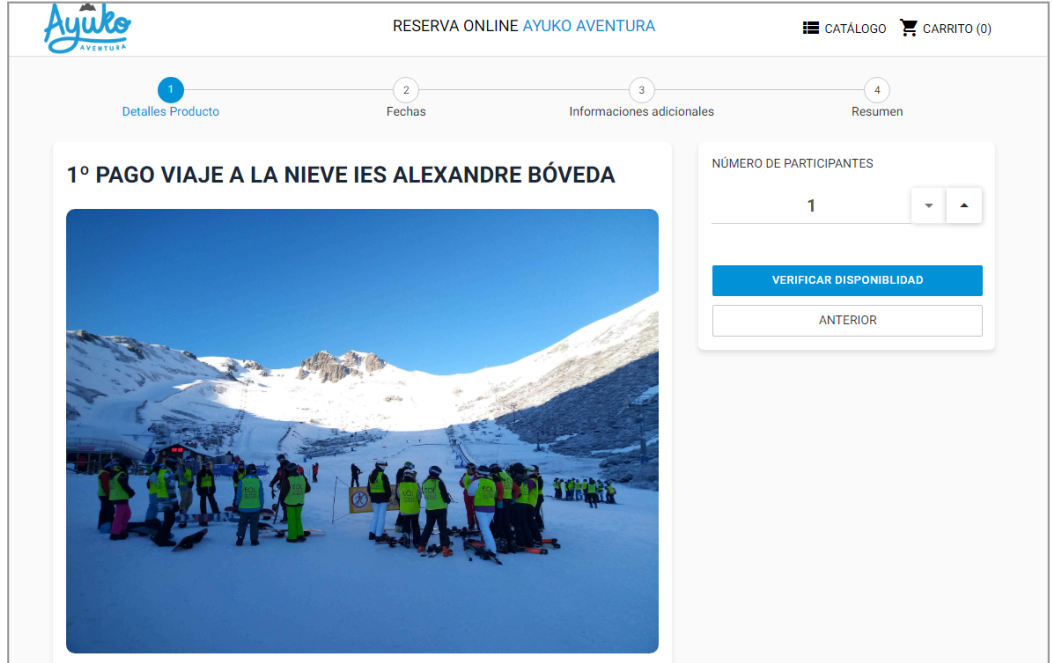 Ayuko
AVENTURA
RESERVA ONLINE AYUKO AVENTURA
CATÁLOGO
CARRITO (0)
1
2
3
4
Detalles Producto
Fechas
Informaciones adicionales
Resumen
1º PAGO VIAJE A LA NIEVE IES ALEXANDRE BÓVEDA
NÚMERO DE PARTICIPANTES
1
VERIFICAR DISPONIBLIDAD
ANTERIOR